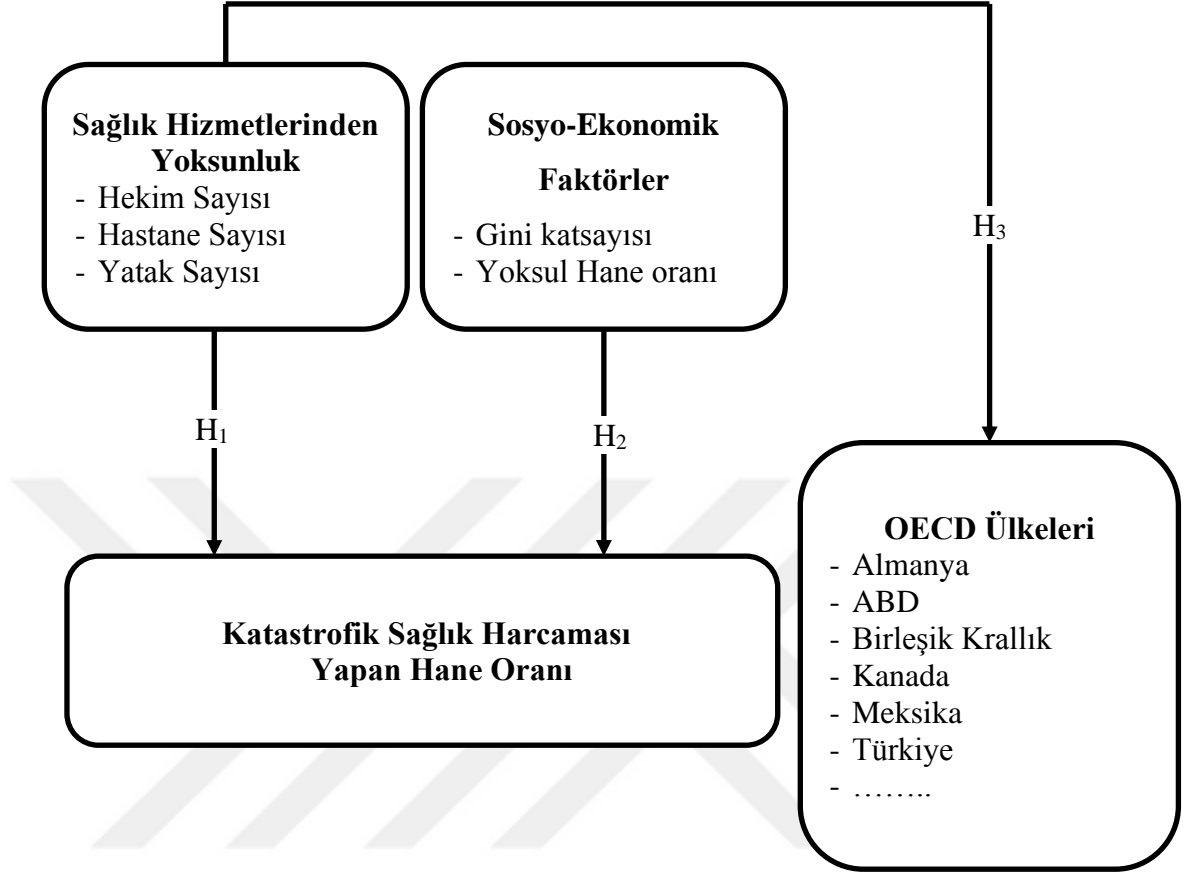 Sağlık Hizmetlerinden
Yoksunluk
- Hekim Sayısı
- Hastane Sayısı
- Yatak Sayısı
Sosyo-Ekonomik
Faktörler
- Gini katsayısı
- Yoksul Hane oranı
H₃
H₁
H₂
Katastrofik Sağlık Harcaması
Yapan Hane Oranı
OECD Ülkeleri
- Almanya
- ABD
- Birleşik Krallık
- Kanada
- Meksika
- Türkiye
- ……..